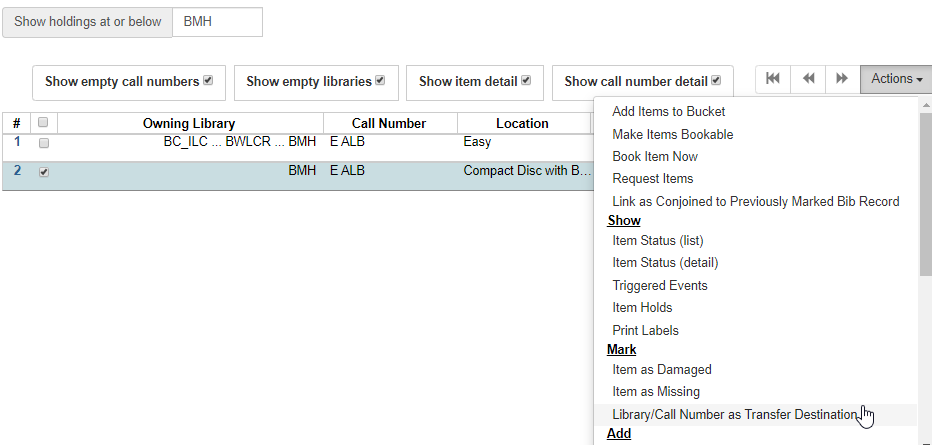 Show holdings at or below BMH
Show empty call numbers Show empty libraries Show item detail Show call number detail Actions
# Owning Library Call Number Location
1 BC_ILC ... BWLCR ... BMH E ALB Easy
2 BMH E ALB Compact Disc with B...
Add Items to Bucket
Make Items Bookable
Book Item Now
Request Items
Link as Conjoined to Previously Marked Bib Record
Show
Item Status (list)
Item Status (detail)
Triggered Events
Item Holds
Print Labels
Mark
Item as Damaged
Item as Missing
Library/Call Number as Transfer Destination
Add